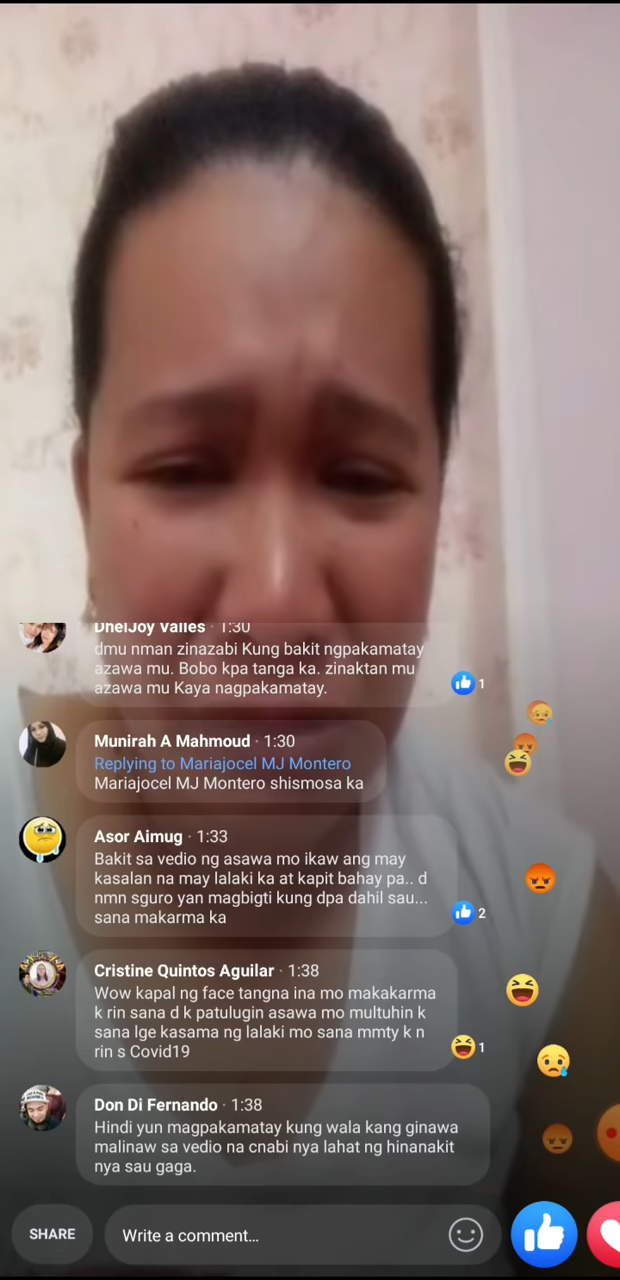 DhelJoy Valles · 1:30
dmu nman zinazabi Kung bakit ngpakamatay
azawa mu. Bobo kpa tanga ka. zinaktan mu
azawa mu Kaya nagpakamatay.
1
Munirah A Mahmoud · 1:30
Replying to Mariajocel MJ Montero
Mariajocel MJ Montero shismosa ka
Asor Aimug · 1:33
Bakit sa vedio ng asawa mo ikaw ang may
kasalan na may lalaki ka at kapit bahay pa.. d
nmn sguro yan magbigti kung dpa dahil sau...
sana makarma ka
2
Cristine Quintos Aguilar · 1:38
Wow kapal ng face tangna ina mo makakarma
k rin sana d k patulugin asawa mo multuhin k
sana lge kasama ng lalaki mo sana mmty k n
rin s Covid19
1
Don Di Fernando · 1:38
Hindi yun magpakamatay kung wala kang ginawa
malinaw sa vedio na cnabi nya lahat ng hinanakit
nya sau gaga.
SHARE
Write a comment...